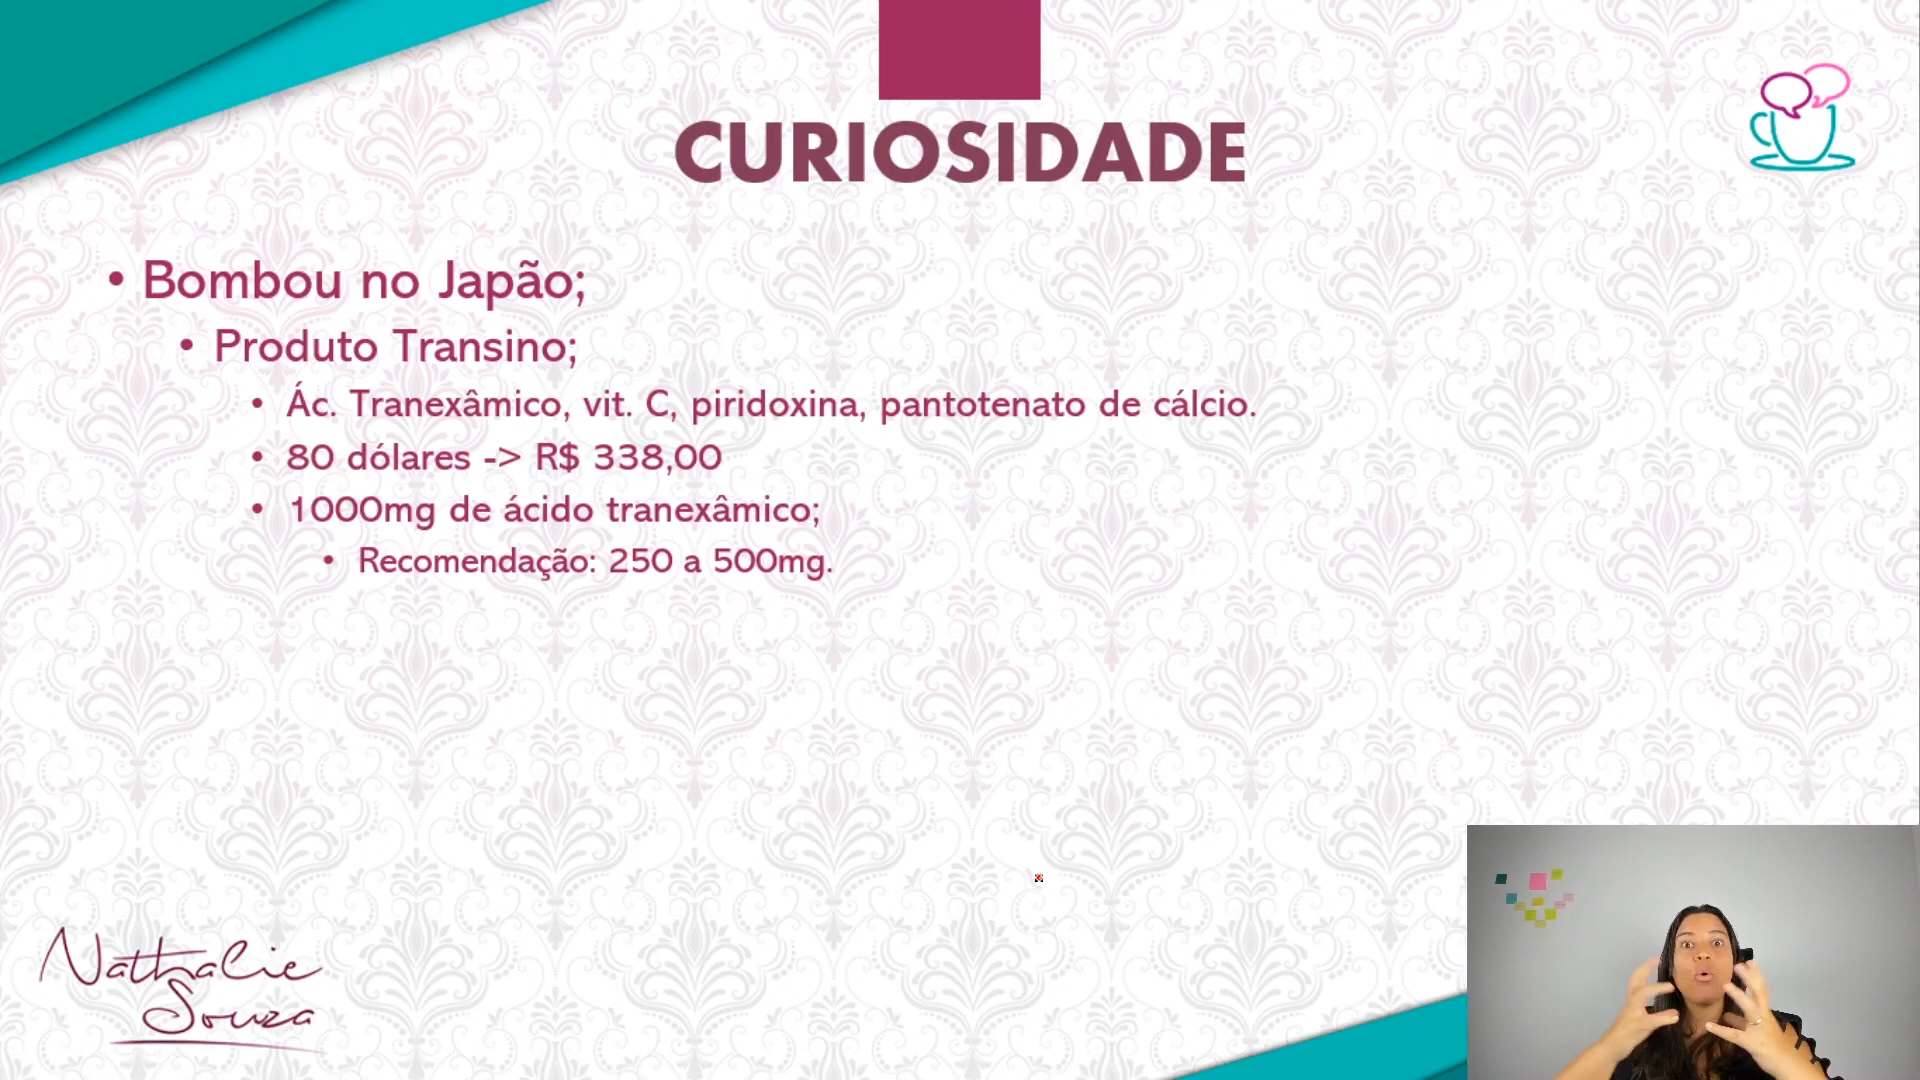 CURIOSIDADE
• Bombou no Japão;
• Produto Transino;
• Ác. Tranexâmico, vit. C, piridoxina, pantotenato de cálcio.
• 80 dólares -> R$ 338,00
• 1000mg de ácido tranexâmico;
• Recomendação: 250 a 500mg.
Nathalie
Souza